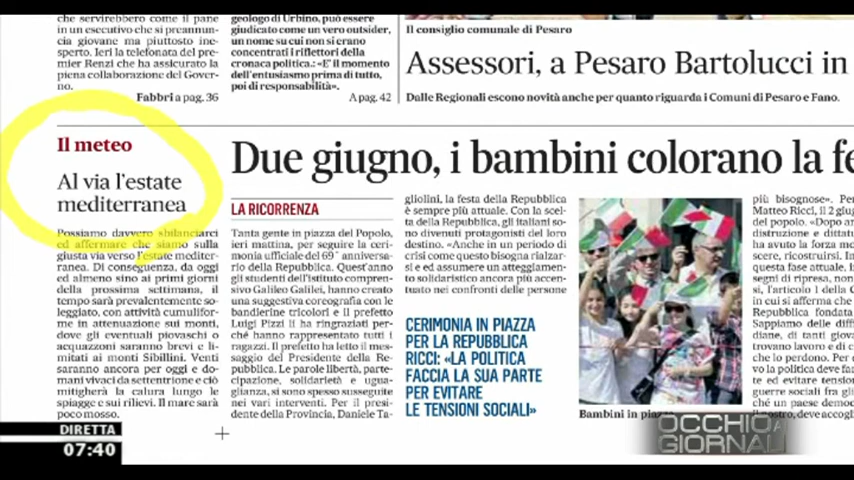 che servirebbero come il pane
in un esecutivo che si preannun-
cia giovane ma piuttosto ine-
sperto. Ieri la telefonata del pre-
mier Renzi che ha assicurato la
piena collaborazione del Gover-
no.
Fabbri a pag. 36
geologo di Urbino, può essere
giudicato come un vero outsider,
un nome su cui non si erano
concentrati i riflettori della
cronaca politica.: «È il momento
dell'entusiasmo prima di tutto,
poi di responsabilità».
A pag. 42
Il consiglio comunale di Pesaro
Assessori, a Pesaro Bartolucci in
Dalle Regionali escono novità anche per quanto riguarda i Comuni di Pesaro e Fano.
Il meteo
Al via l'estate
mediterranea
Possiamo davvero sbilanciarci
ed affermare che siamo sulla
giusta via verso l'estate mediter-
ranea. Di conseguenza, da oggi
ed almeno sino ai primi giorni
della prossima settimana, il
tempo sarà prevalentemente so-
leggiato, con attività cumulifor-
me in attenuazione sui monti,
dove gli eventuali piovaschi o
acquazzoni saranno brevi e li-
mitati ai monti Sibillini. Venti
saranno ancora per oggi e do-
mani vivaci da settentrione e ciò
mitigherà la calura lungo le
spiagge e sui rilievi. Il mare sarà
poco mosso.
Due giugno, i bambini colorano la fe
LA RICORRENZA
Tanta gente in piazza del Popolo,
ieri mattina, per seguire la ceri-
monia ufficiale del 69° anniversa-
rio della Repubblica. Quest'anno
gli studenti dell'istituto compren-
sivo Galileo Galilei, hanno creato
una suggestiva coreografia con le
bandierine tricolori e il prefetto
Luigi Pizzi li ha ringraziati per-
ché hanno rappresentato tutti i
ragazzi. Il prefetto ha letto il mes-
saggio del Presidente della Re-
pubblica. Le parole libertà, parte-
cipazione, solidarietà e ugua-
glianza, si sono spesso susseguite
nei vari interventi. Per il presi-
dente della Provincia, Daniele Ta-
gliolini, la festa della Repubblica
è sempre più attuale. Con la scel-
ta della Repubblica, gli italiani so-
no divenuti protagonisti del loro
destino. «Anche in un periodo di
crisi come questo bisogna rialzar-
si e ed assumere un atteggiamen-
to solidaristico ancora più accen-
tuato nei confronti delle persone
CERIMONIA IN PIAZZA
PER LA REPUBBLICA
RICCI: «LA POLITICA
FACCIA LA SUA PARTE
PER EVITARE
LE TENSIONI SOCIALI»
Bambini in
più bisognose». Per
Matteo Ricci, il 2 giu
del popolo. «Dopo an
distruzione e dittatu
ha avuto la forza mo
scere, ricostruirsi. In
questa fase attuale. I
segni di ripresa, non
si, l'articolo 1 della C
in cui si afferma che
Repubblica fondata
Sappiamo delle diffi
diane, di tanti giova
trovano lavoro e di c
che lo perdono. Per
vo la politica deve fa
te ed evitare tension
guerre sociali fra gli
ché un paese democ
nostro, deve accogli
DIRETTA
07:40
OCCHIO AI
GIORNALI